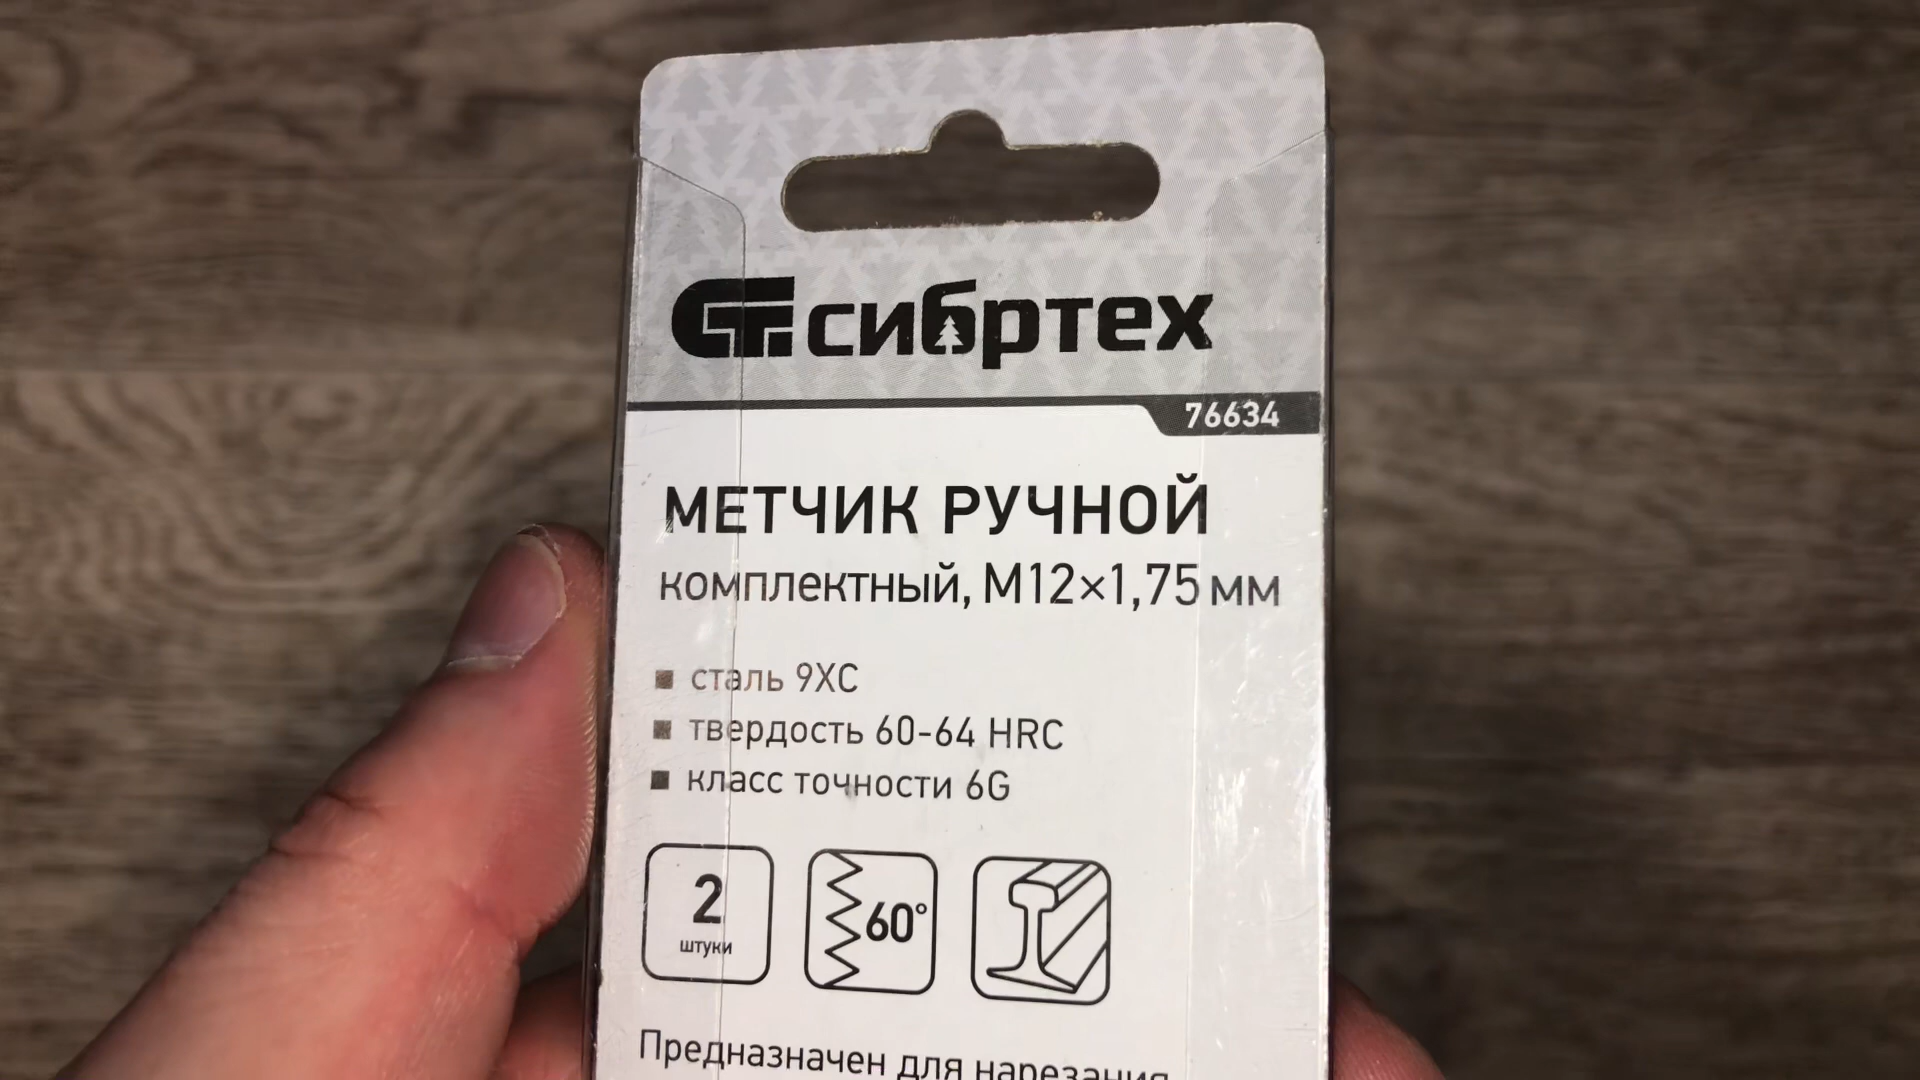 сибртех
76634
МЕТЧИК РУЧНОЙ
комплектный, М12×1,75 мм
▪ сталь 9ХС
▪ твердость 60-64 HRC
▪ класс точности 6G
2
штуки
60°
Предназначен для нарезания